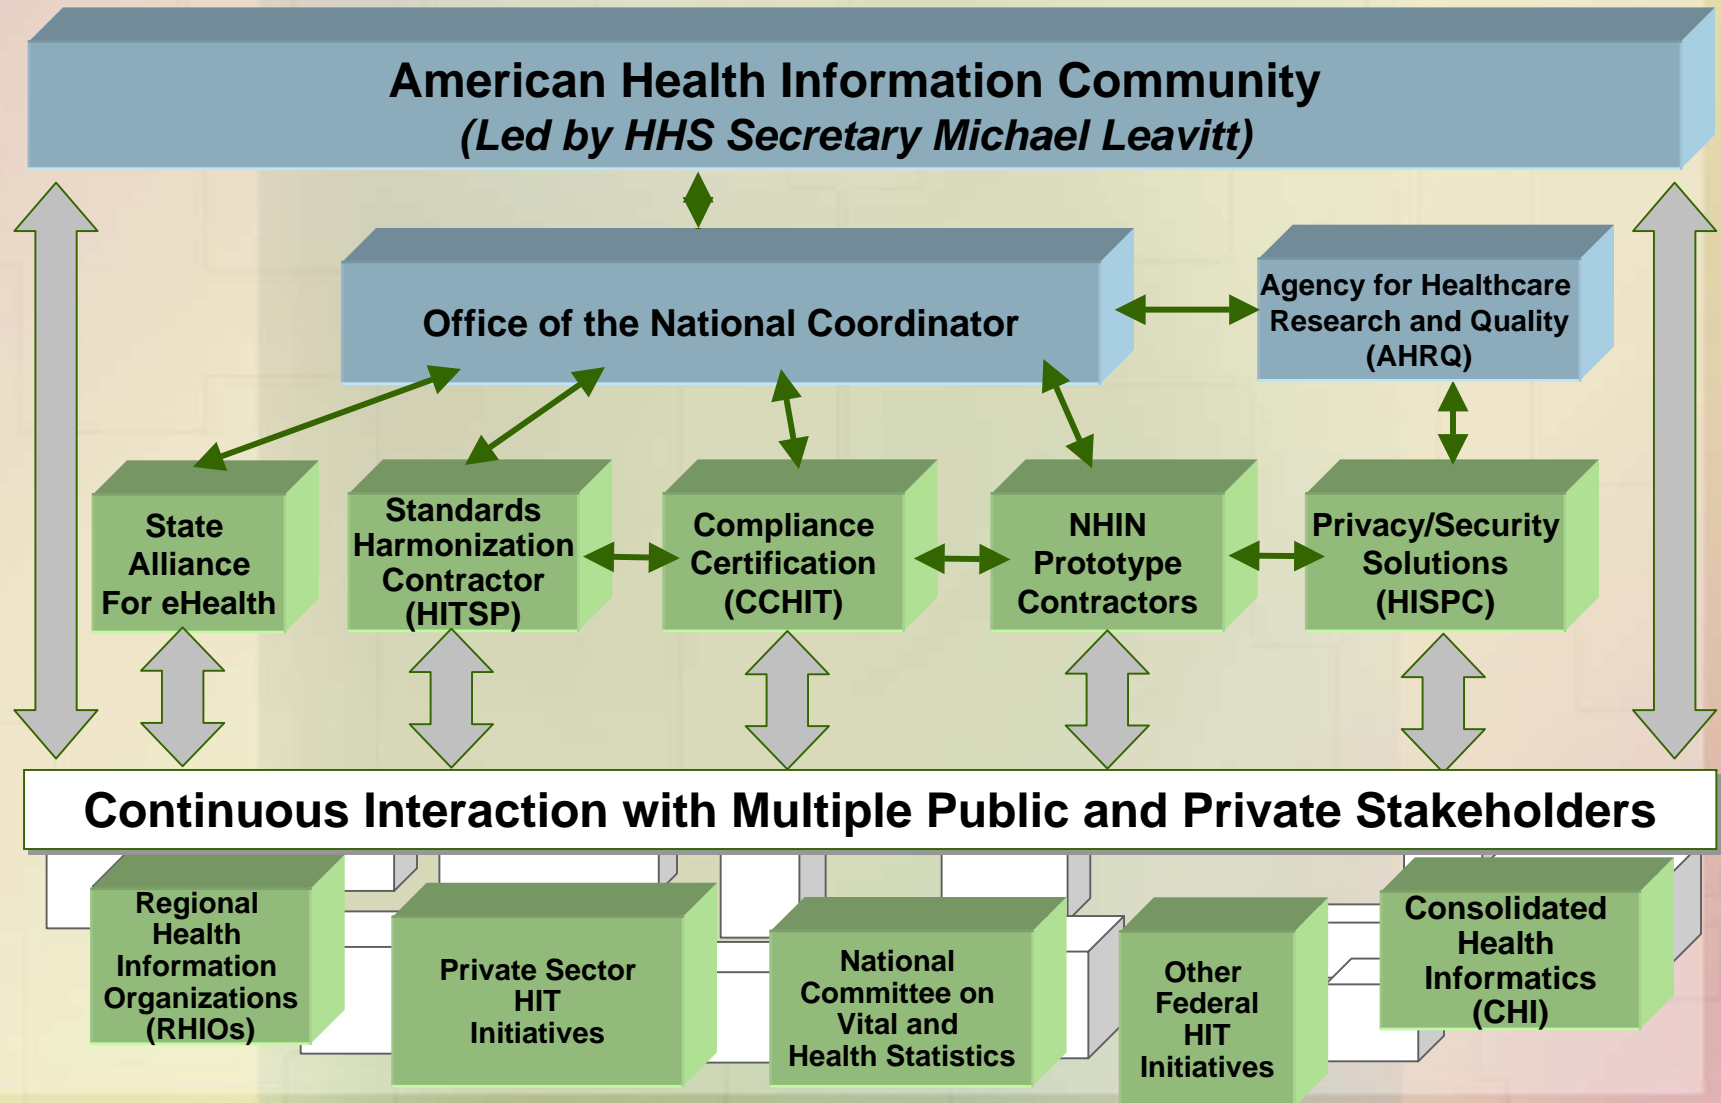 American Health Information Community
(Led by HHS Secretary Michael Leavitt)
Office of the National Coordinator
Agency for Healthcare
Research and Quality
(AHRQ)
State
Alliance
For eHealth
Standards
Harmonization
Contractor
(HITSP)
Compliance
Certification
(CCHIT)
NHIN
Prototype
Contractors
Privacy/Security
Solutions
(HISPC)
Continuous Interaction with Multiple Public and Private Stakeholders
Regional
Health
Information
Organizations
(RHIOs)
Private Sector
HIT
Initiatives
National
Committee on
Vital and
Health Statistics
Other
Federal
HIT
Initiatives
Consolidated
Health
Informatics
(CHI)